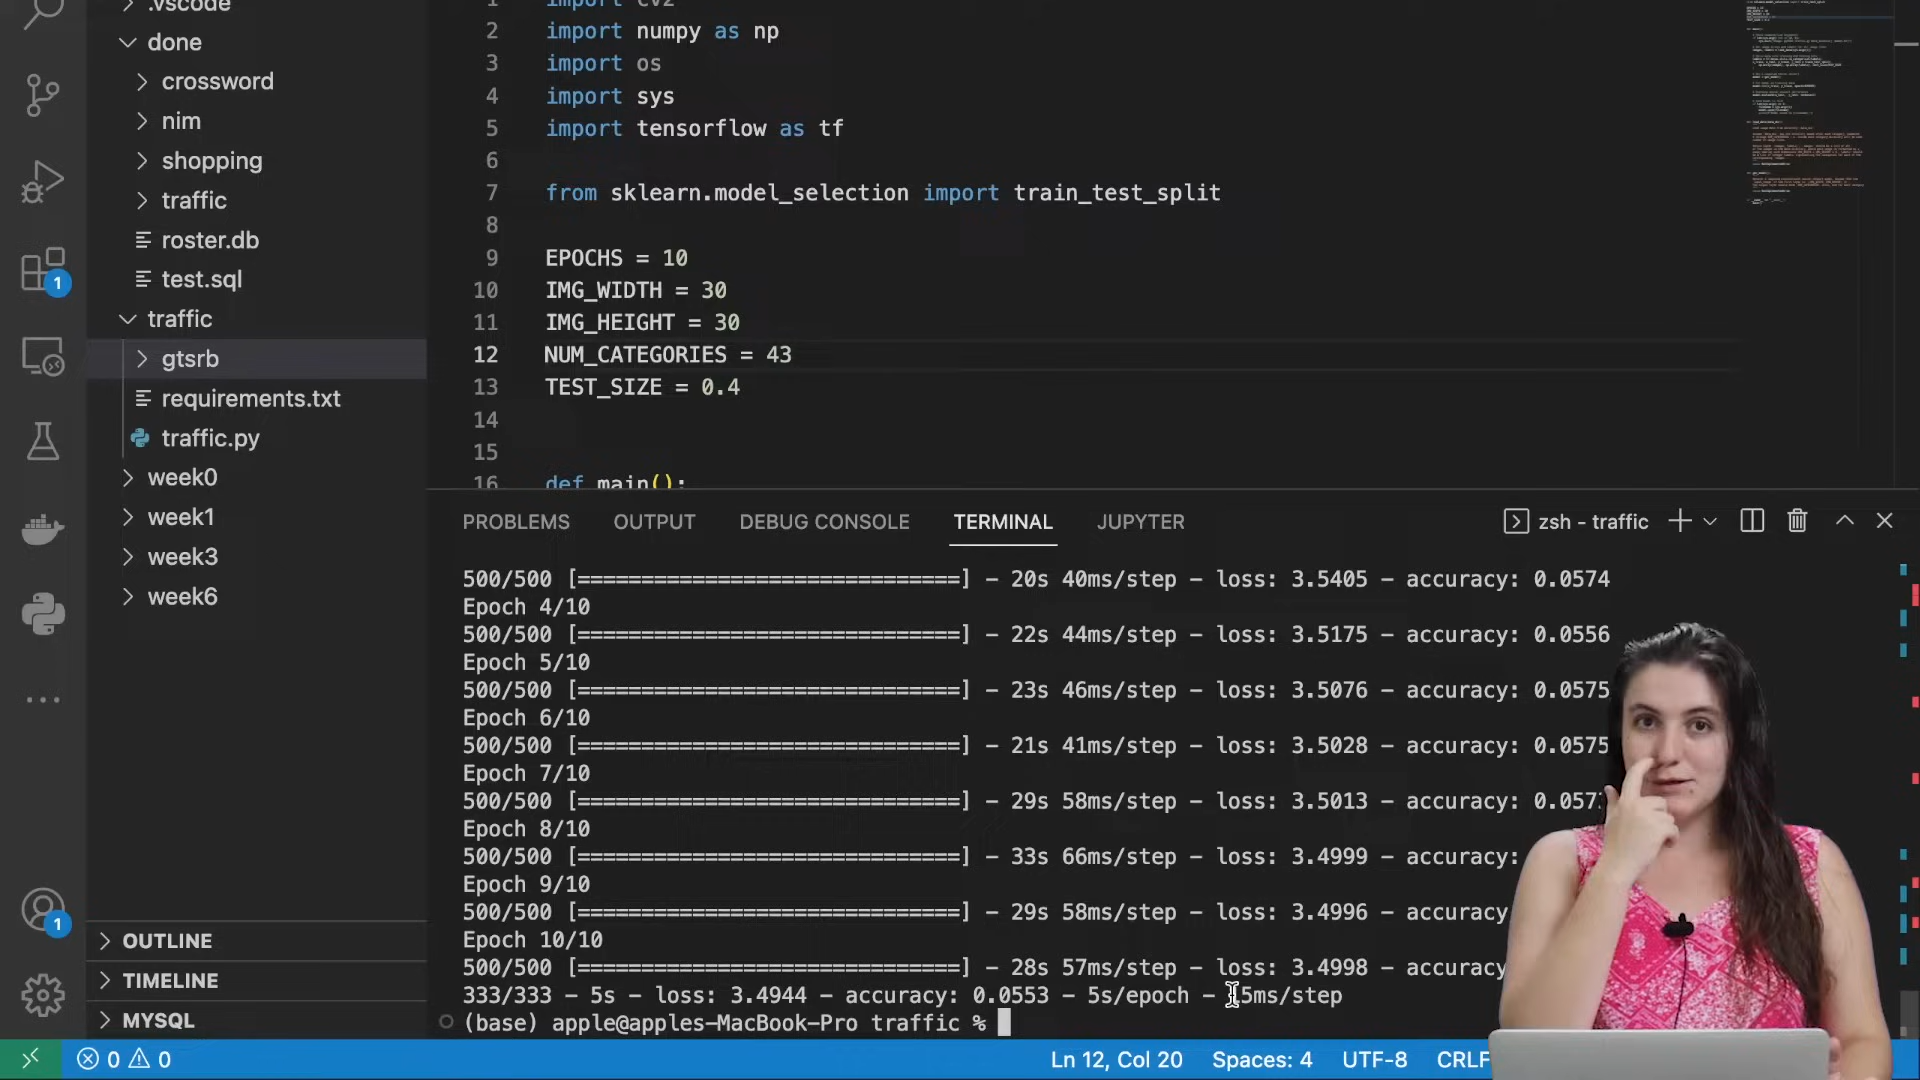 .vscode
done
crossword
nim
shopping
traffic
roster.db
test.sql
traffic
gtsrb
requirements.txt
traffic.py
week0
week1
week3
week6
OUTLINE
TIMELINE
MYSQL
1
1
1 import cv2
2 import numpy as np
3 import os
4 import sys
5 import tensorflow as tf
6
7 from sklearn.model_selection import train_test_split
8
9 EPOCHS = 10
10 IMG_WIDTH = 30
11 IMG_HEIGHT = 30
12 NUM_CATEGORIES = 43
13 TEST_SIZE = 0.4
14
15
16 def main():
PROBLEMS OUTPUT DEBUG CONSOLE TERMINAL JUPYTER zsh - traffic
500/500 [==============================] - 20s 40ms/step - loss: 3.5405 - accuracy: 0.0574
Epoch 4/10
500/500 [==============================] - 22s 44ms/step - loss: 3.5175 - accuracy: 0.0556
Epoch 5/10
500/500 [==============================] - 23s 46ms/step - loss: 3.5076 - accuracy: 0.0575
Epoch 6/10
500/500 [==============================] - 21s 41ms/step - loss: 3.5028 - accuracy: 0.0575
Epoch 7/10
500/500 [==============================] - 29s 58ms/step - loss: 3.5013 - accuracy: 0.057
Epoch 8/10
500/500 [==============================] - 33s 66ms/step - loss: 3.4999 - accuracy:
Epoch 9/10
500/500 [==============================] - 29s 58ms/step - loss: 3.4996 - accuracy
Epoch 10/10
500/500 [==============================] - 28s 57ms/step - loss: 3.4998 - accuracy
333/333 - 5s - loss: 3.4944 - accuracy: 0.0553 - 5s/epoch - 15ms/step
(base) apple@apples-MacBook-Pro traffic %
0 0 Ln 12, Col 20 Spaces: 4 UTF-8 CRLF